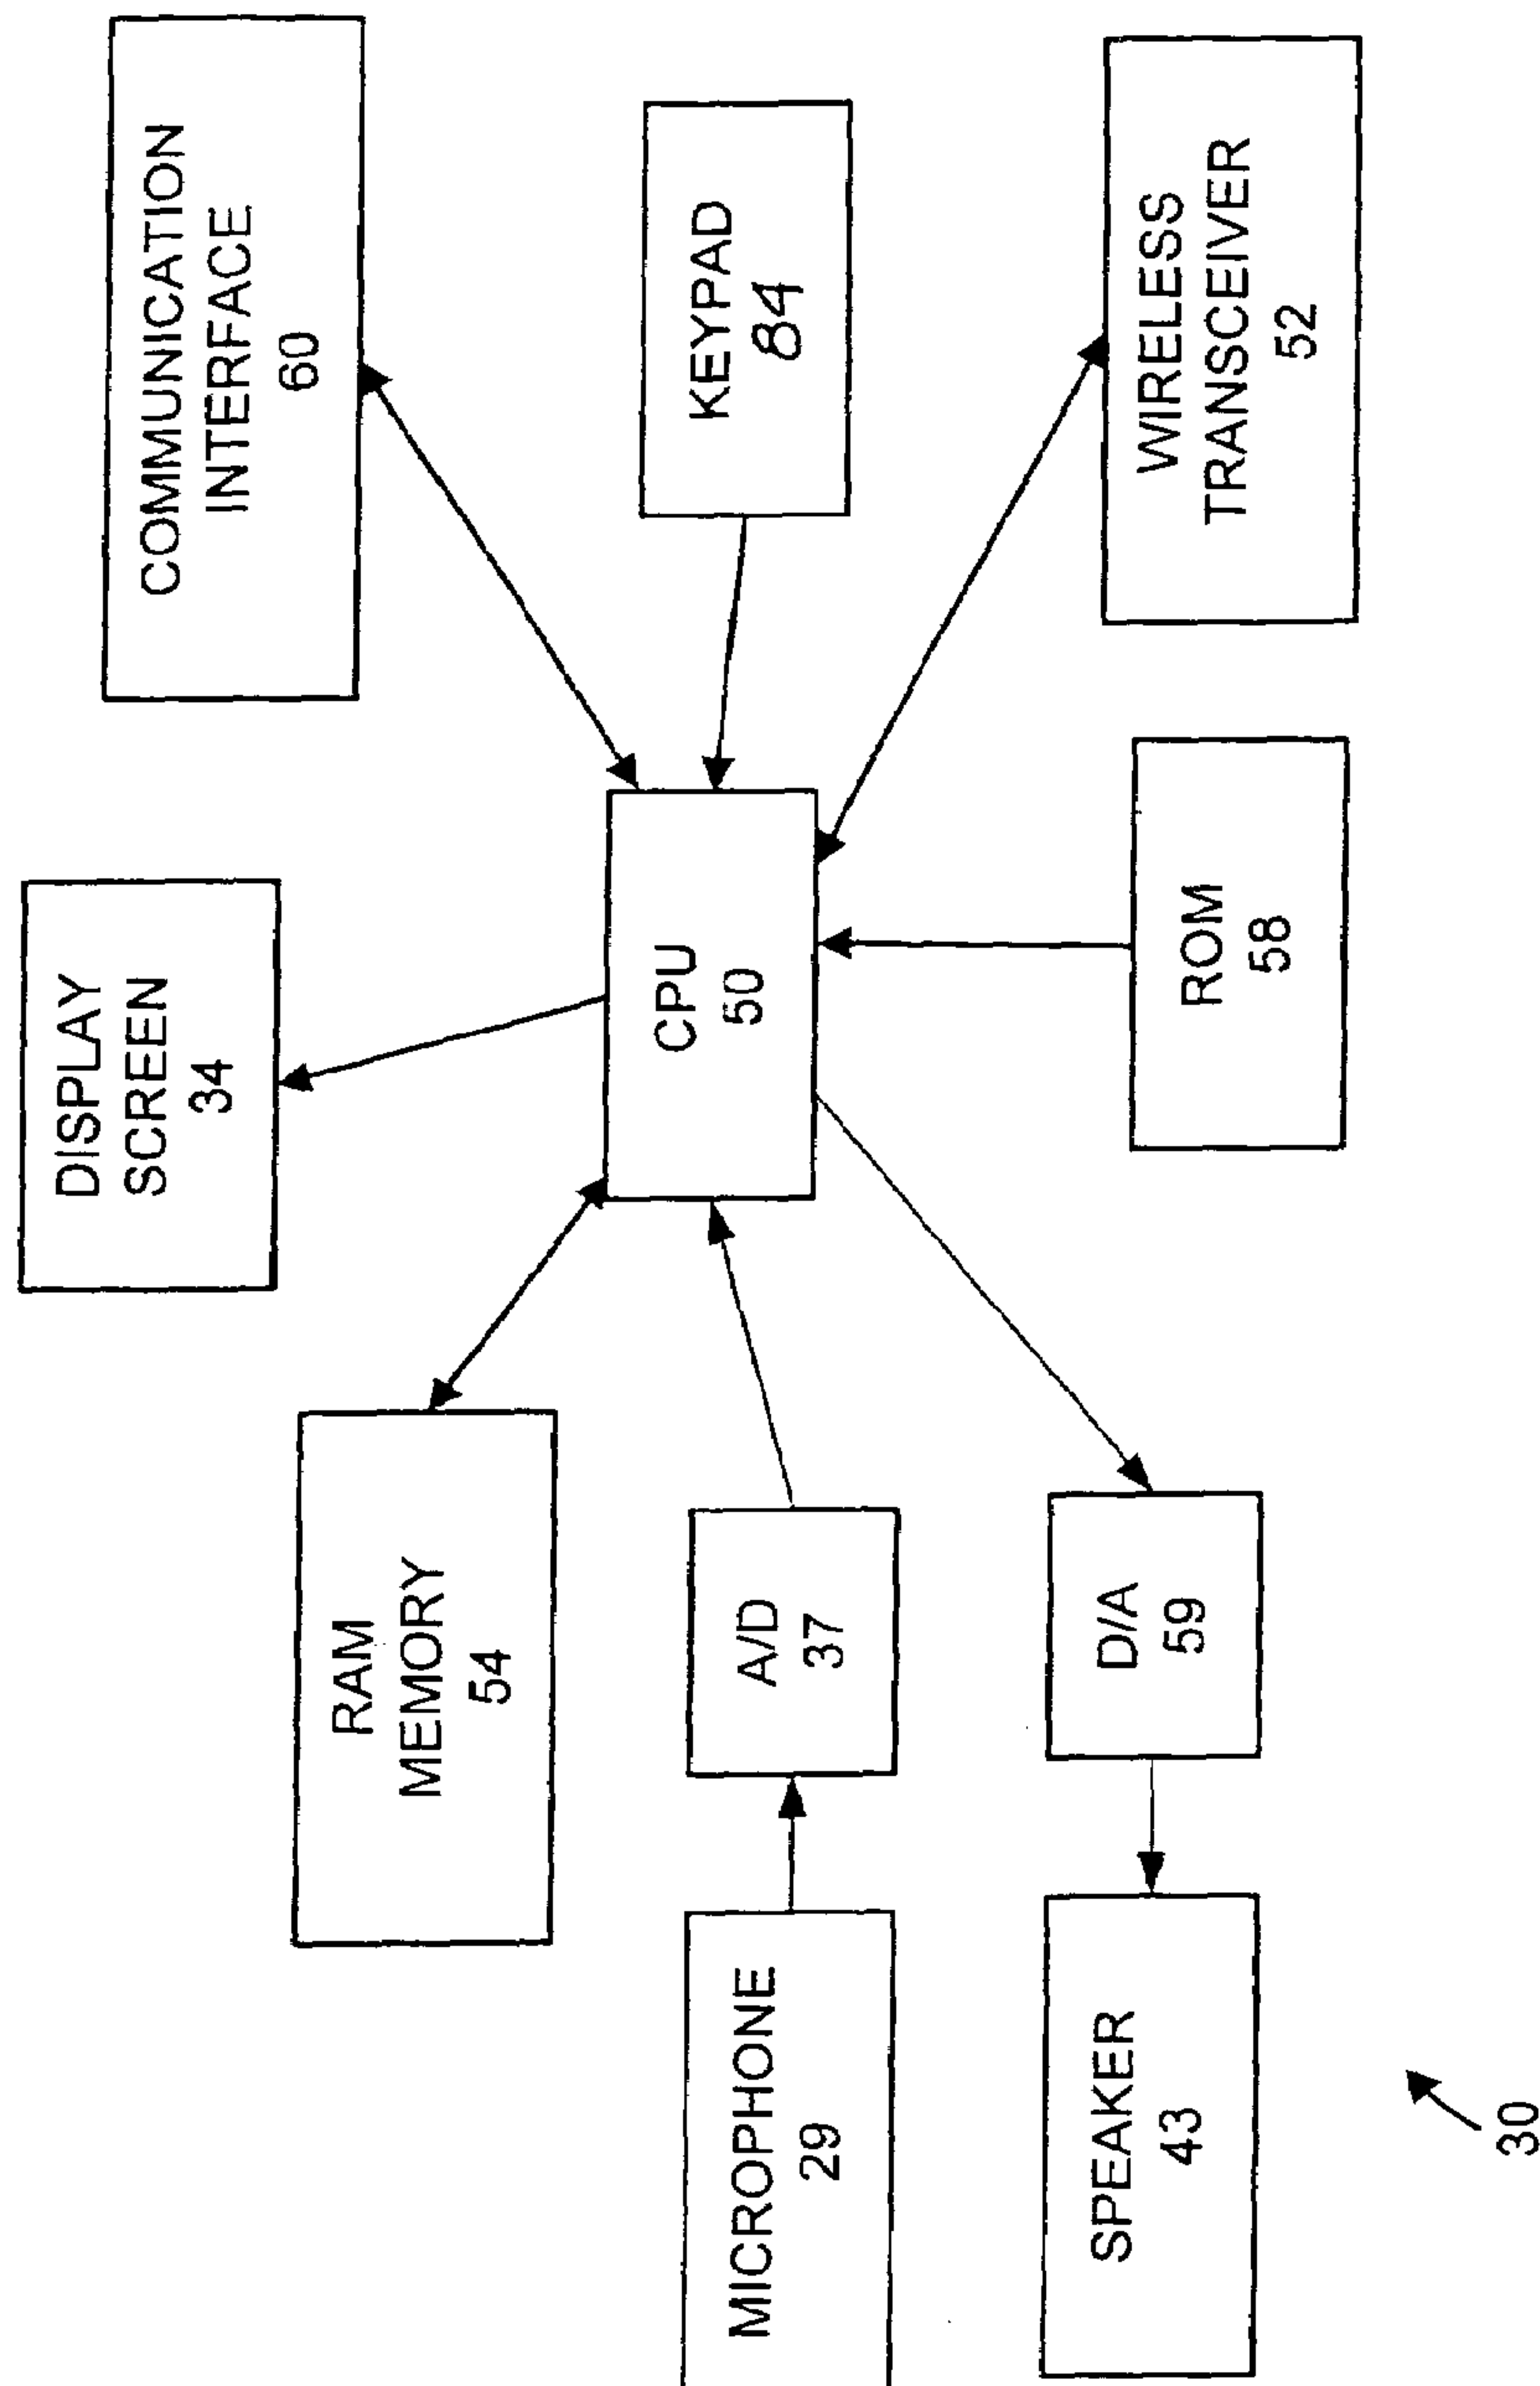 DISPLAY
SCREEN
34
COMMUNICATION
INTERFACE
60
RAM
MEMORY
54
KEYPAD
84
CPU
50
MICROPHONE
29
A/D
37
SPEAKER
43
D/A
59
ROM
58
WIRELESS
TRANSCEIVER
52
30